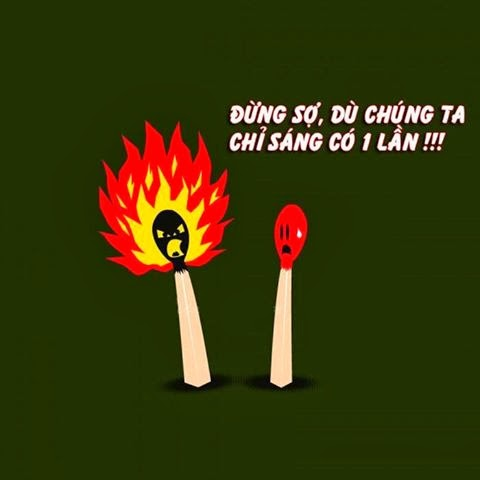 ĐỪNG SỢ, DÙ CHÚNG TA
CHỈ SÁNG CÓ 1 LẦN !!!